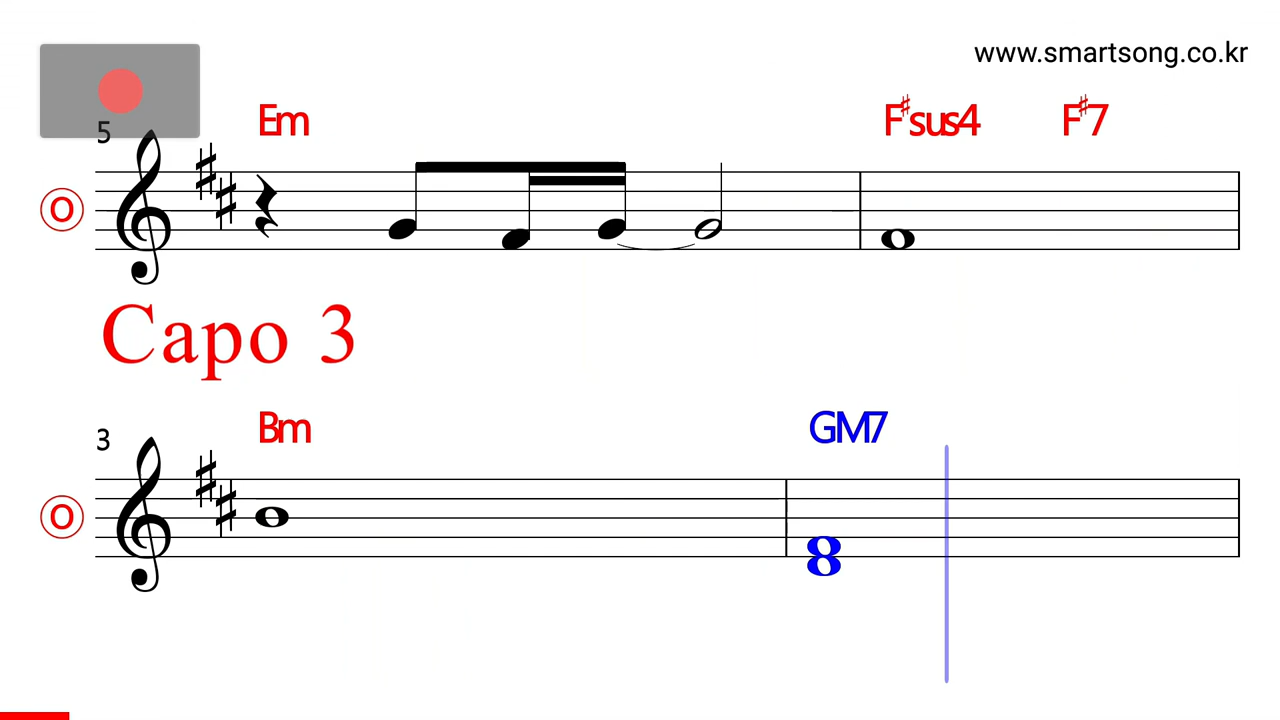 www.smartsong.co.kr
Em F♯sus4 F♯7
5
O
Capo 3
Bm GM7
3
O